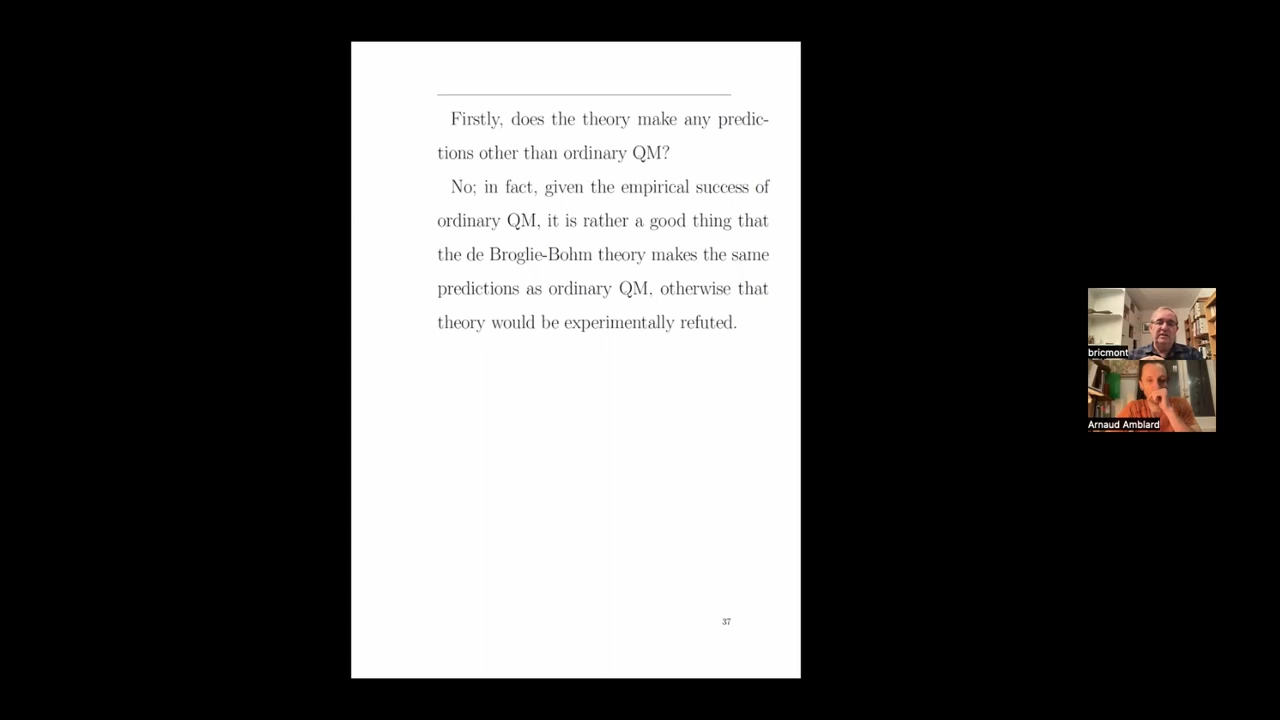 Firstly, does the theory make any predic-
tions other than ordinary QM?
No; in fact, given the empirical success of
ordinary QM, it is rather a good thing that
the de Broglie-Bohm theory makes the same
predictions as ordinary QM, otherwise that
theory would be experimentally refuted.
37
bricmont
Arnaud Amblard